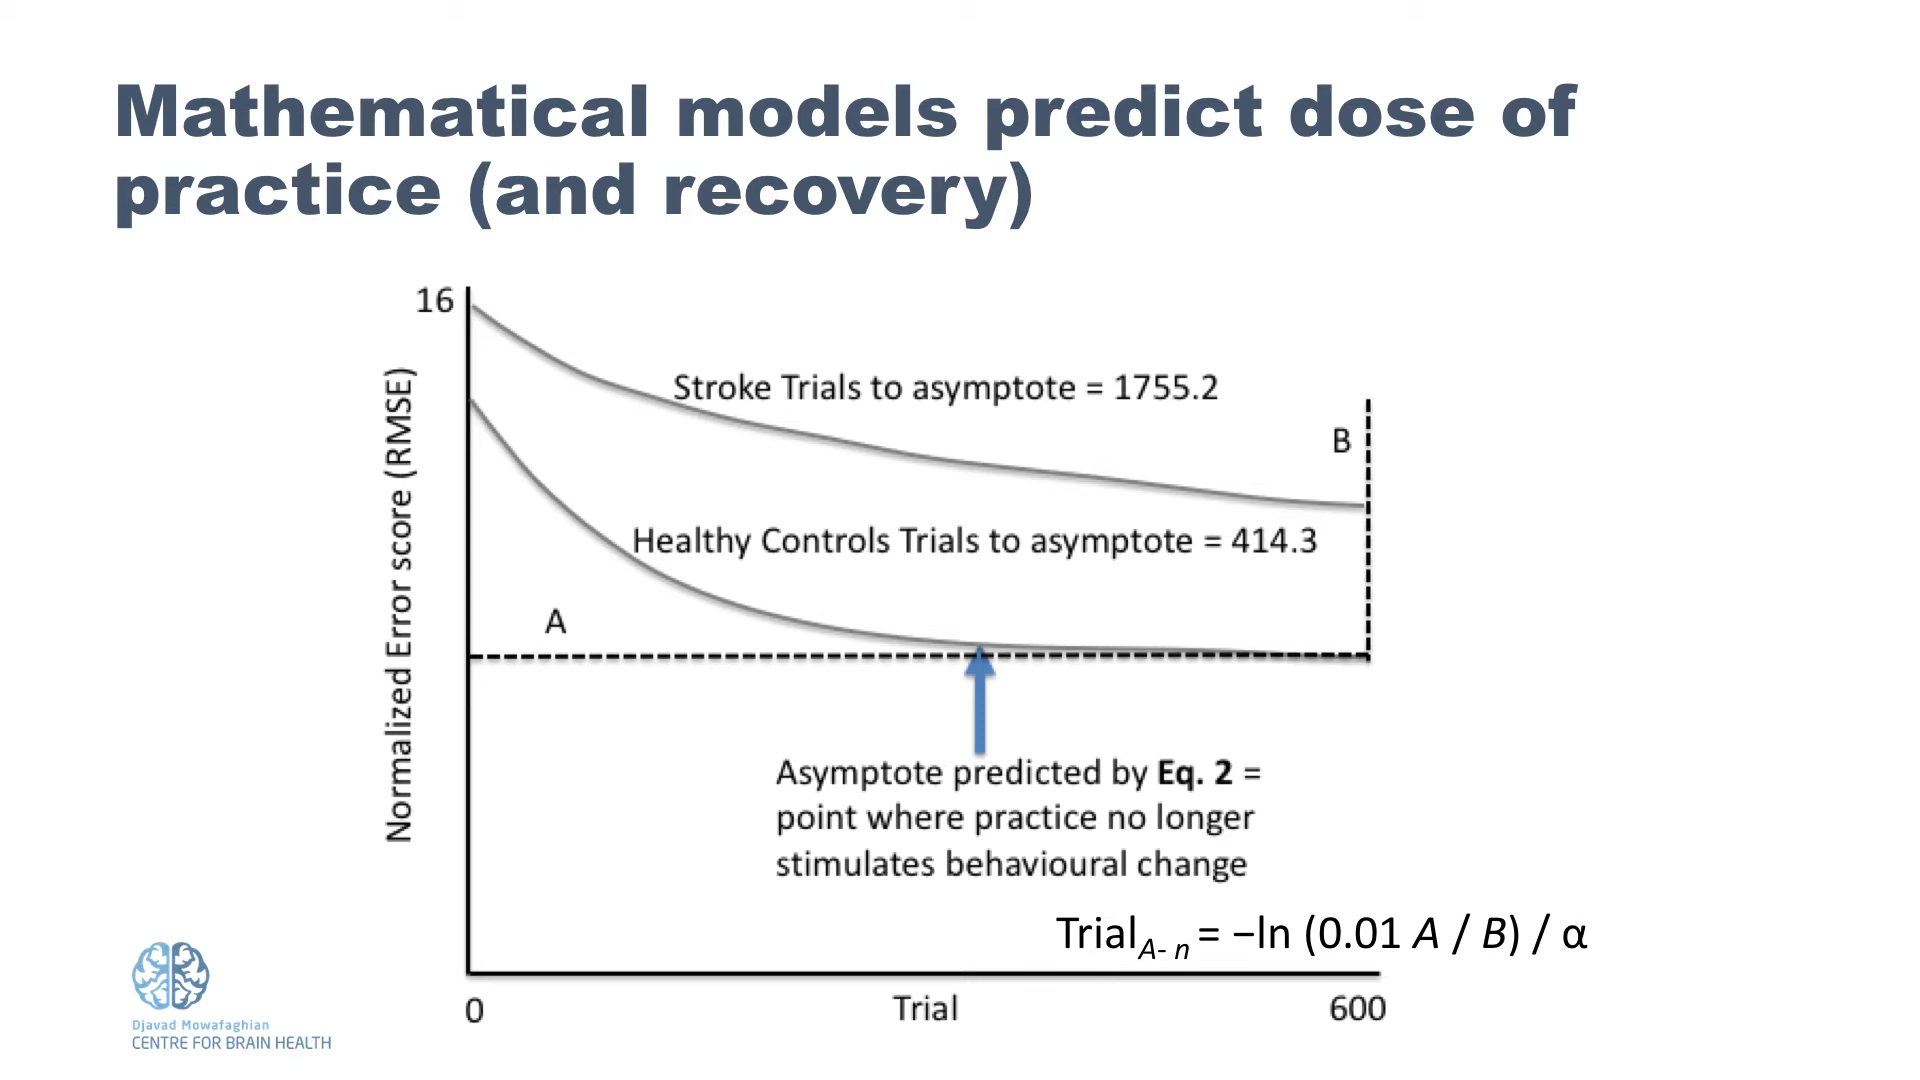 Mathematical models predict dose of
practice (and recovery)
16
Normalized Error score (RMSE)
Stroke Trials to asymptote = 1755.2
B
Healthy Controls Trials to asymptote = 414.3
A
Asymptote predicted by Eq. 2 =
point where practice no longer
stimulates behavioural change
Trial A- n = −ln (0.01 A / B) / α
0
Trial
600
Djavad Mowafaghian
CENTRE FOR BRAIN HEALTH